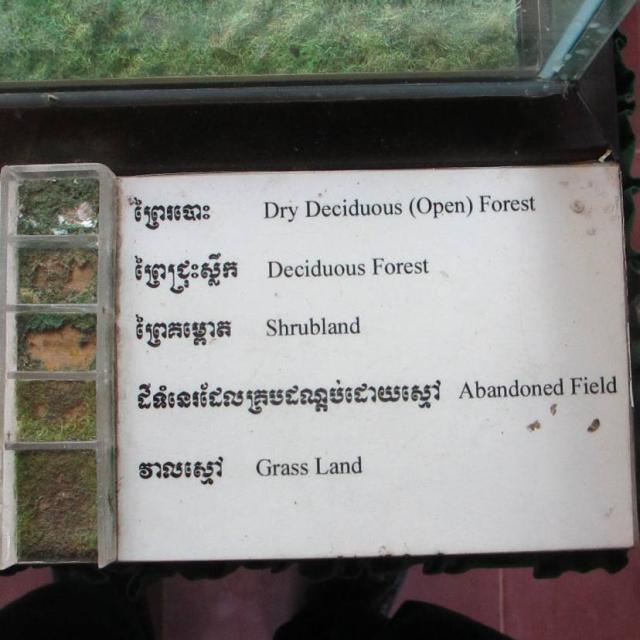 ព្រៃរបោះ Dry Deciduous (Open) Forest
ព្រៃជ្រុះស្លឹក Deciduous Forest
ព្រៃគម្ពោត Shrubland
ដីទំនេរដែលគ្របដណ្ដប់ដោយស្មៅ Abandoned Field
វាលស្មៅ Grass Land